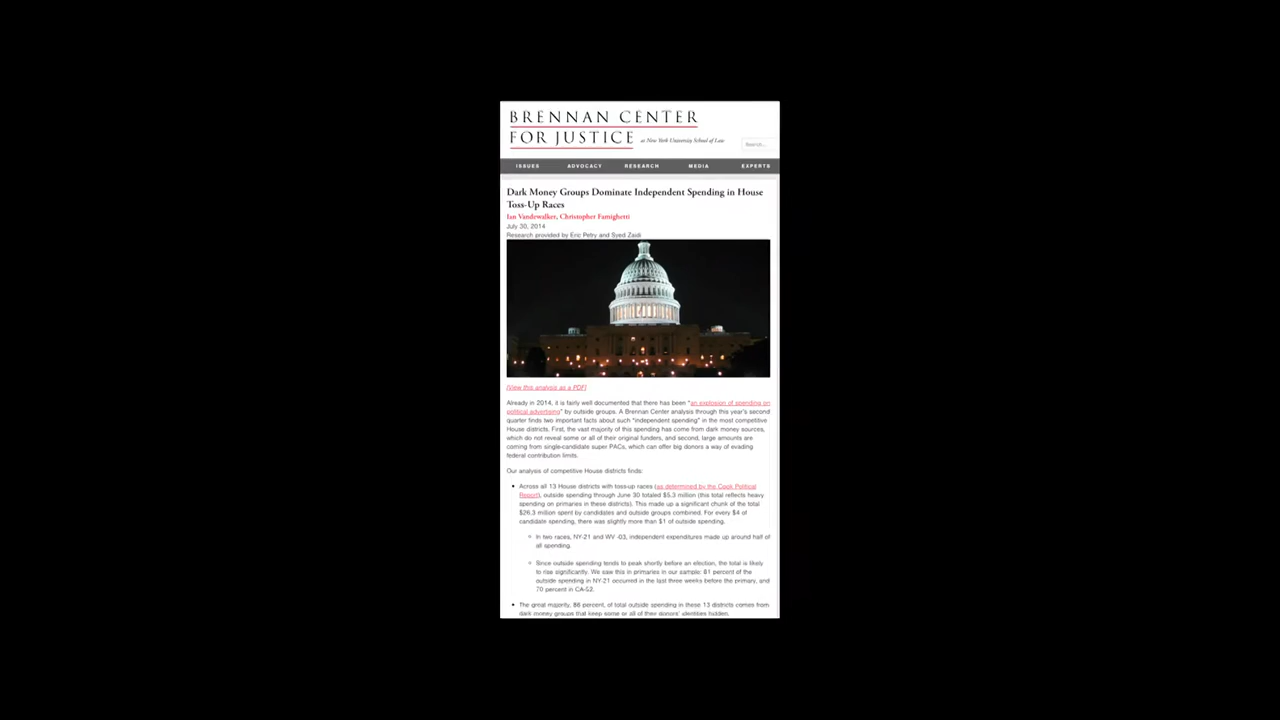 BRENNAN CENTER
FOR JUSTICE at New York University School of Law
Search...
ISSUES ADVOCACY RESEARCH MEDIA EXPERTS
Dark Money Groups Dominate Independent Spending in House
Toss-Up Races
Ian Vandewalker, Christopher Famighetti
July 30, 2014
Research provided by Eric Petry and Syed Zaidi
[View this analysis as a PDF]
Already in 2014, it is fairly well documented that there has been "an explosion of spending on
political advertising" by outside groups. A Brennan Center analysis through this year's second
quarter finds two important facts about such "independent spending" in the most competitive
House districts. First, the vast majority of this spending has come from dark money sources,
which do not reveal some or all of their original funders, and second, large amounts are
coming from single-candidate super PACs, which can offer big donors a way of evading
federal contribution limits.
Our analysis of competitive House districts finds:
• Across all 13 House districts with toss-up races (as determined by the Cook Political
Report), outside spending through June 30 totaled $5.3 million (this total reflects heavy
spending on primaries in these districts). This made up a significant chunk of the total
$26.3 million spent by candidates and outside groups combined. For every $4 of
candidate spending, there was slightly more than $1 of outside spending.
○ In two races, NY-21 and WV -03, independent expenditures made up around half of
all spending.
○ Since outside spending tends to peak shortly before an election, the total is likely
to rise significantly. We saw this in primaries in our sample: 81 percent of the
outside spending in NY-21 occurred in the last three weeks before the primary, and
70 percent in CA-52.
• The great majority, 86 percent, of total outside spending in these 13 districts comes from
dark money groups that keep some or all of their donors' identities hidden.